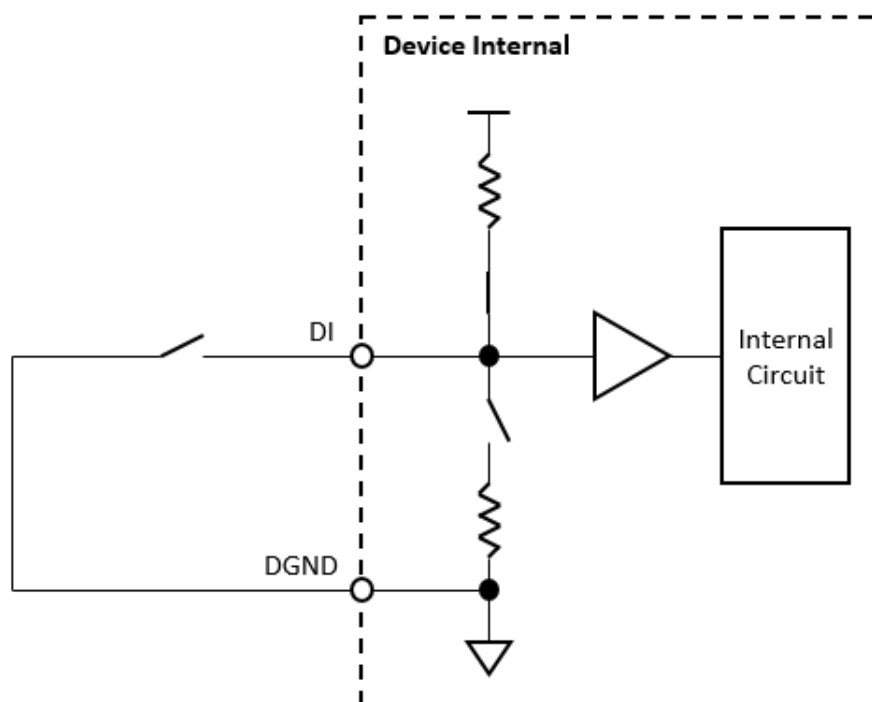 Device Internal
DI
Internal
Circuit
DGND